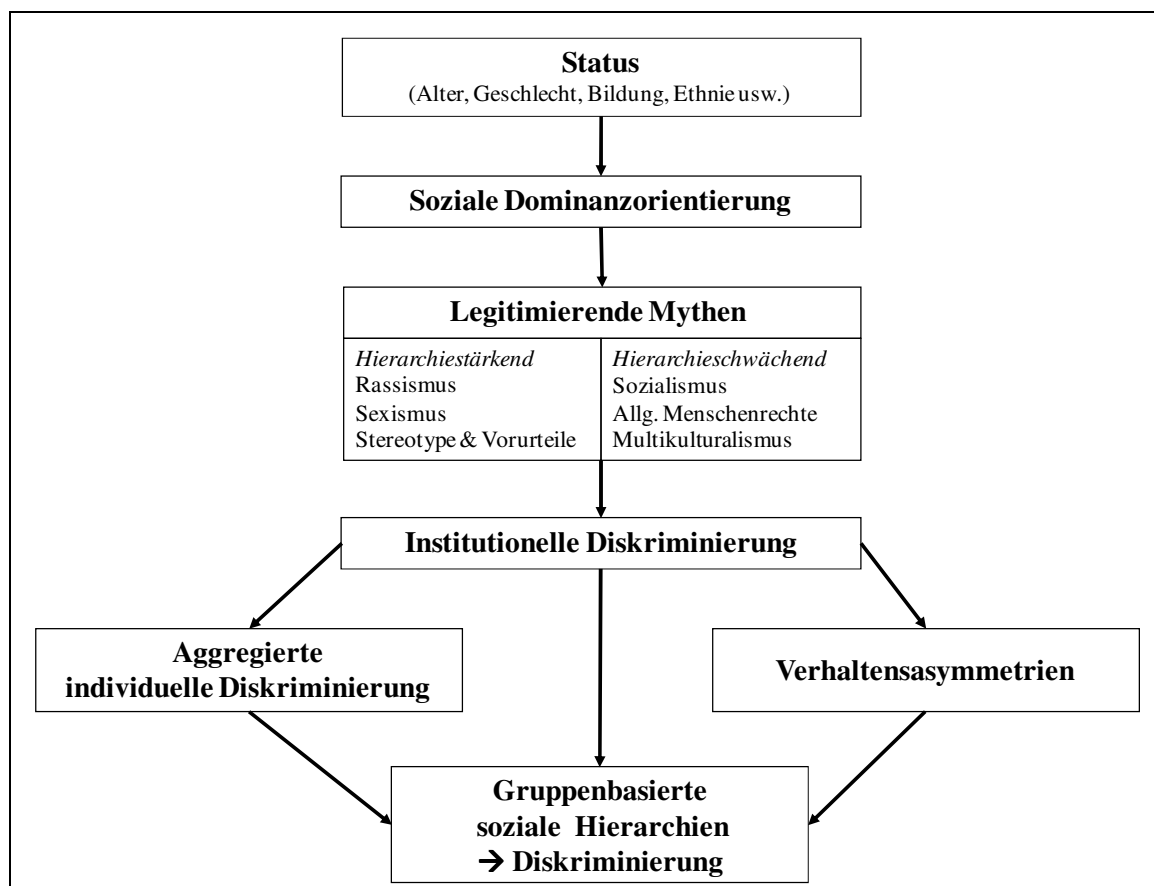 Status
(Alter, Geschlecht, Bildung, Ethnie usw.)
Soziale Dominanzorientierung
Legitimierende Mythen
Hierarchiestärkend
Rassismus
Sexismus
Stereotype & Vorurteile
Hierarchieschwächend
Sozialismus
Allg. Menschenrechte
Multikulturalismus
Institutionelle Diskriminierung
Aggregierte
individuelle Diskriminierung
Verhaltensasymmetrien
Gruppenbasierte
soziale Hierarchien
→ Diskriminierung